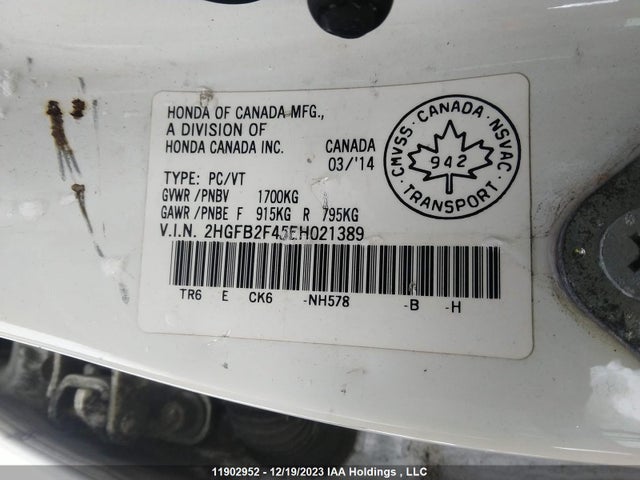 HONDA OF CANADA MFG.,
A DIVISION OF
HONDA CANADA INC. CANADA
03/'14
TYPE: PC/VT
GVWR /PNBV 1700KG
GAWR /PNBE F 915KG R 795KG
V.I.N. 2HGFB2F45EH021389
TR6 E CK6 -NH578 -B -H
CMVSS · CANADA · NSVAC ·
942
TRANSPORT
11902952 - 12/19/2023 IAA Holdings , LLC